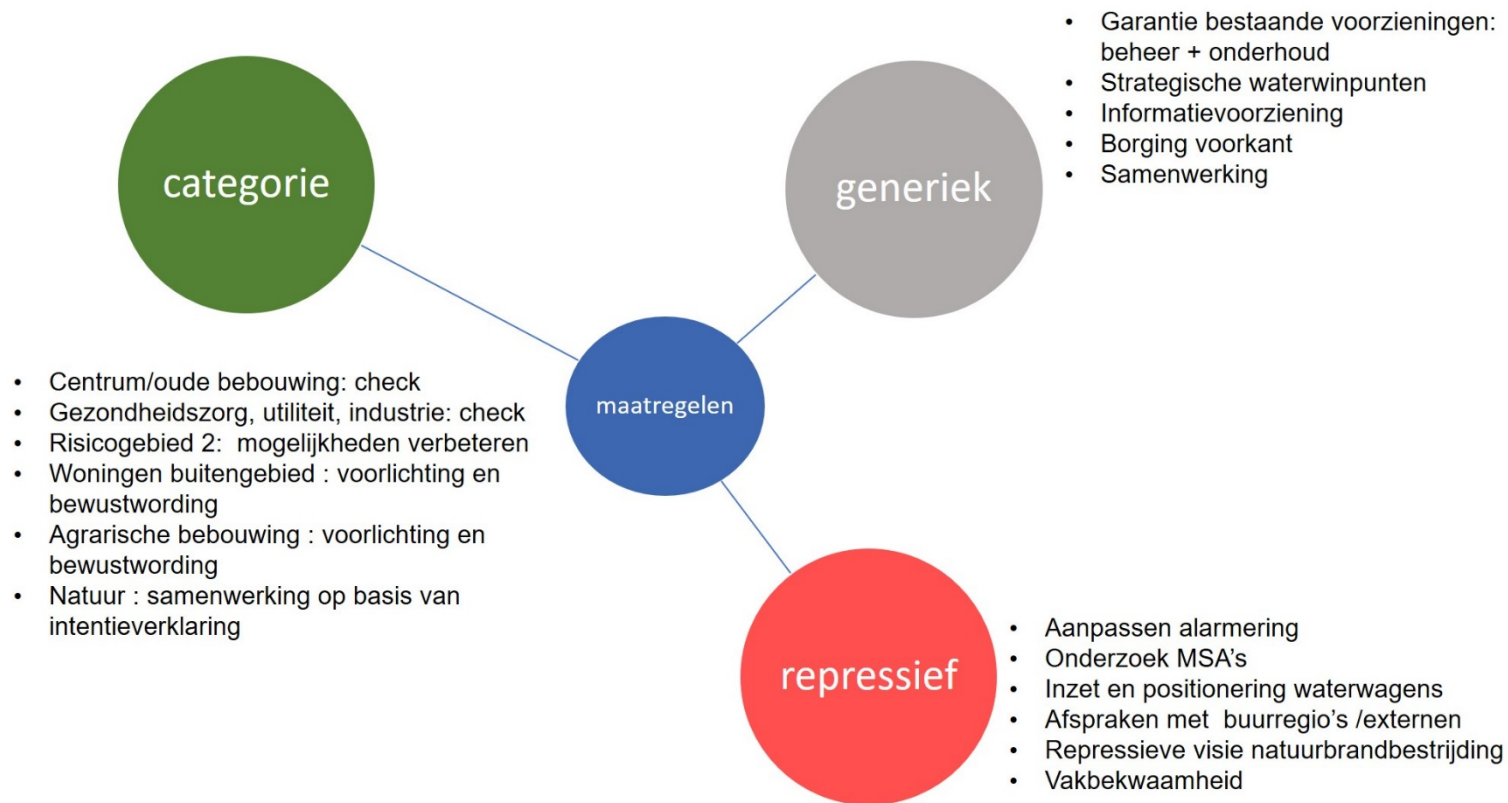 categorie
• Centrum/oude bebouwing: check
• Gezondheidszorg, utiliteit, industrie: check
• Risicogebied 2:  mogelijkheden verbeteren
• Woningen buitengebied : voorlichting en
bewustwording
• Agrarische bebouwing : voorlichting en
bewustwording
• Natuur : samenwerking op basis van
intentieverklaring
generiek
• Garantie bestaande voorzieningen:
beheer + onderhoud
• Strategische waterwinpunten
• Informatievoorziening
• Borging voorkant
• Samenwerking
maatregelen
repressief
• Aanpassen alarmering
• Onderzoek MSA’s
• Inzet en positionering waterwagens
• Afspraken met  buurregio’s /externen
• Repressieve visie natuurbrandbestrijding
• Vakbekwaamheid